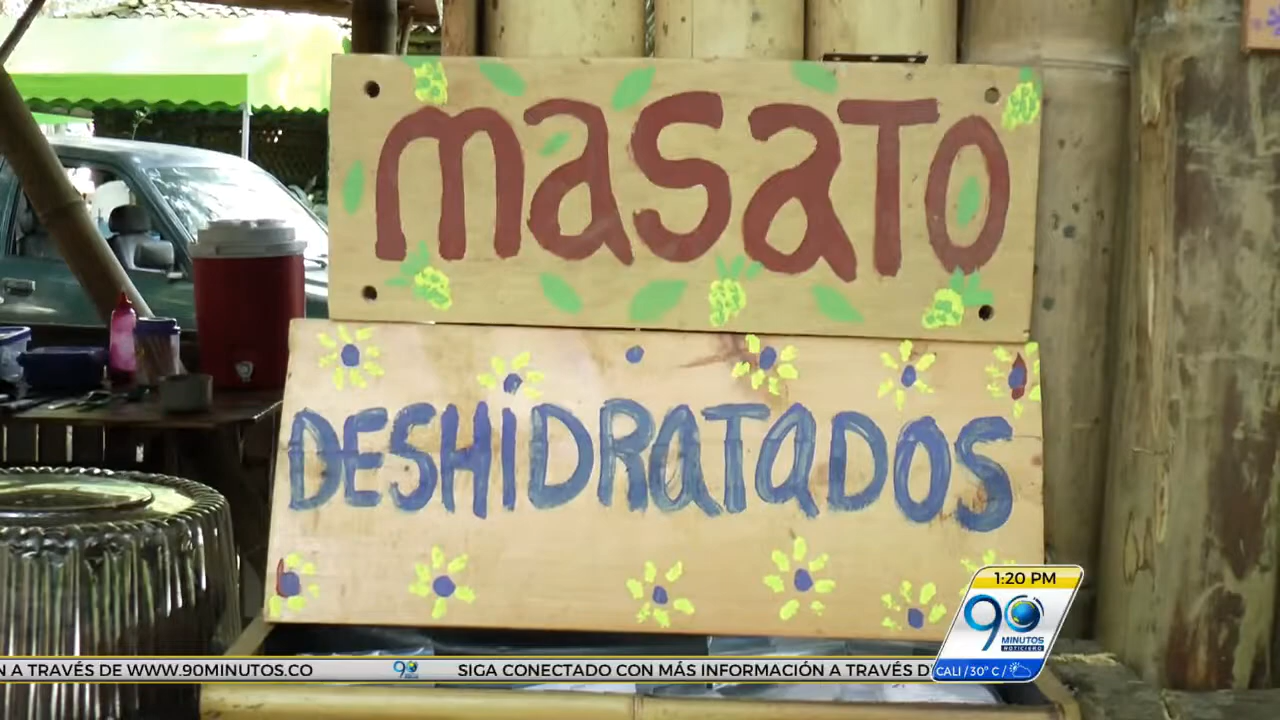 masaTO
DESHiDRaTaDOS
1:20 PM
90
MINUTOS
NOTICIERO
CALI / 30° C /
N A TRAVÉS DE WWW.90MINUTOS.CO
90
SIGA CONECTADO CON MÁS INFORMACIÓN A TRAVÉS D